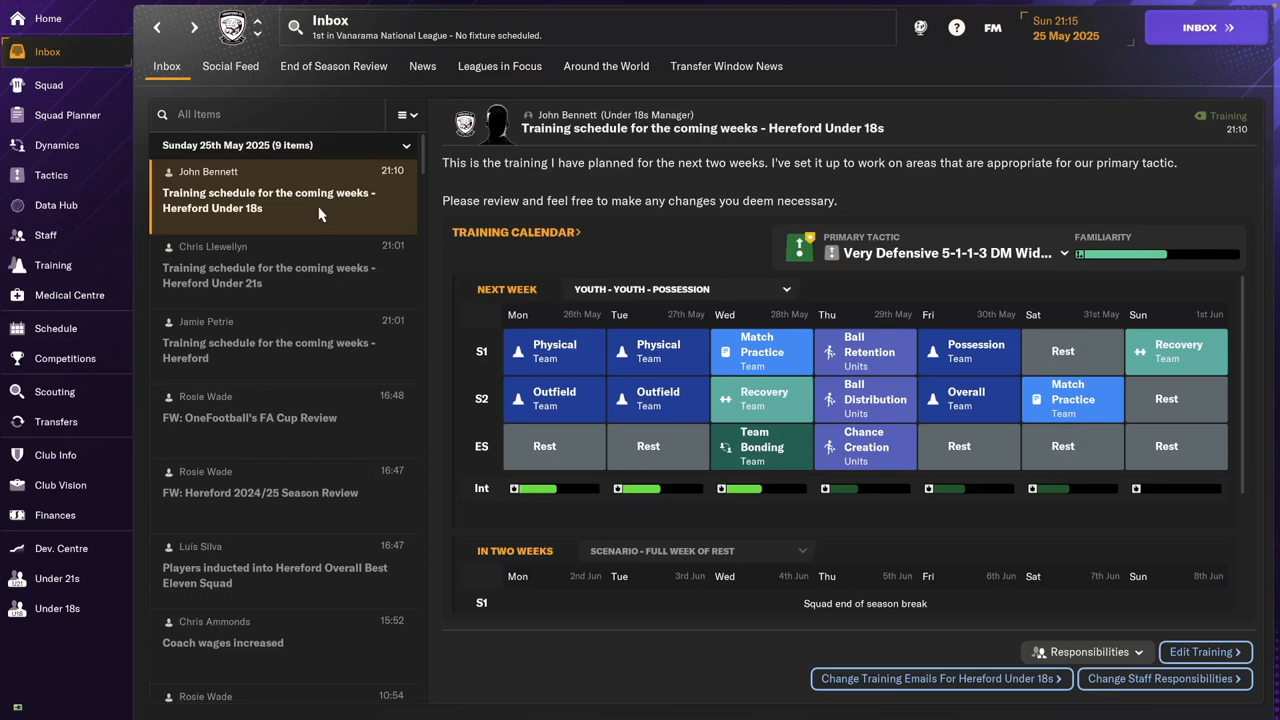 Home
Inbox
Squad
Squad Planner
Dynamics
Tactics
Data Hub
Staff
Training
Medical Centre
Schedule
Competitions
Scouting
Transfers
Club Info
Club Vision
Finances
Dev. Centre
Under 21s
Under 18s
Inbox
1st in Vanarama National League - No fixture scheduled.
FM
Sun 21:15
25 May 2025
INBOX
Inbox
Social Feed
End of Season Review
News
Leagues in Focus
Around the World
Transfer Window News
All Items
Sunday 25th May 2025 (9 items)
John Bennett 21:10
Training schedule for the coming weeks -
Hereford Under 18s
Chris Llewellyn 21:01
Training schedule for the coming weeks -
Hereford Under 21s
Jamie Petrie 21:01
Training schedule for the coming weeks -
Hereford
Rosie Wade 16:48
FW: OneFootball's FA Cup Review
Rosie Wade 16:47
FW: Hereford 2024/25 Season Review
Luís Silva 16:47
Players inducted into Hereford Overall Best
Eleven Squad
Chris Ammonds 15:52
Coach wages increased
Rosie Wade 10:54
John Bennett (Under 18s Manager)
Training schedule for the coming weeks - Hereford Under 18s
Training
21:10
This is the training I have planned for the next two weeks. I've set it up to work on areas that are appropriate for our primary tactic.
Please review and feel free to make any changes you deem necessary.
TRAINING CALENDAR>
PRIMARY TACTIC
Very Defensive 5-1-1-3 DM Wid...
FAMILIARITY
NEXT WEEK
YOUTH - YOUTH - POSSESSION
Mon 26th May Tue 27th May Wed 28th May Thu 29th May Fri 30th May Sat 31st May Sun 1st Jun
S1
Physical
Team
Physical
Team
Match
Practice
Team
Ball
Retention
Units
Possession
Team
Rest
Recovery
Team
S2
Outfield
Team
Outfield
Team
Recovery
Team
Ball
Distribution
Units
Overall
Team
Match
Practice
Team
Rest
ES
Rest
Rest
Team
Bonding
Team
Chance
Creation
Units
Rest
Rest
Rest
Int
IN TWO WEEKS
SCENARIO - FULL WEEK OF REST
Mon 2nd Jun Tue 3rd Jun Wed 4th Jun Thu 5th Jun Fri 6th Jun Sat 7th Jun Sun 8th Jun
S1
Squad end of season break
Responsibilities
Edit Training >
Change Training Emails For Hereford Under 18s >
Change Staff Responsibilities >